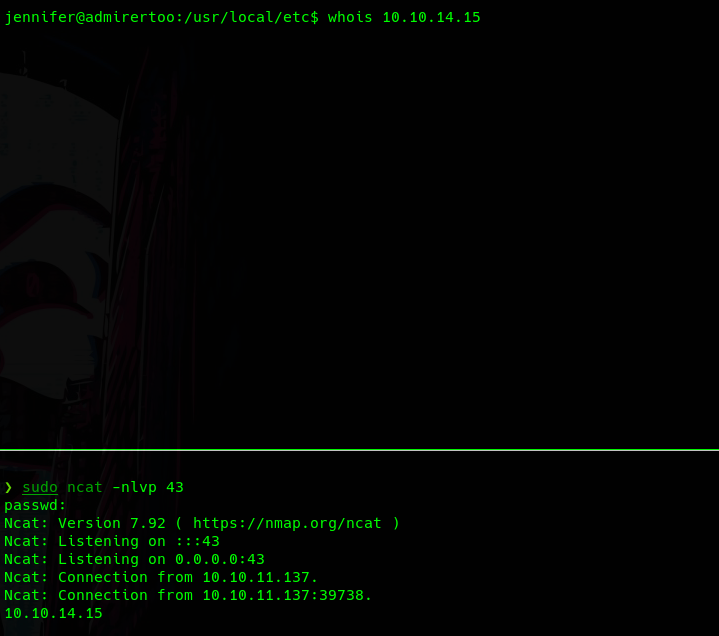 jennifer@admirertoo:/usr/local/etc$ whois 10.10.14.15
❯ sudo ncat -nlvp 43
passwd:
Ncat: Version 7.92 ( https://nmap.org/ncat )
Ncat: Listening on :::43
Ncat: Listening on 0.0.0.0:43
Ncat: Connection from 10.10.11.137.
Ncat: Connection from 10.10.11.137:39738.
10.10.14.15